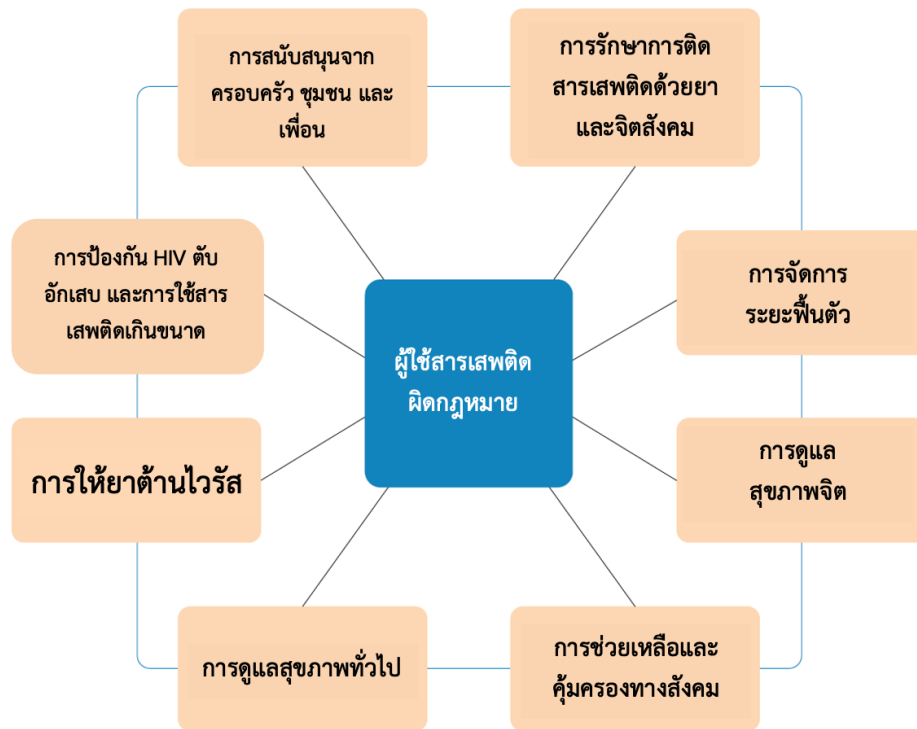 การสนับสนุนจาก
ครอบครัว ชุมชน และ
เพื่อน
การรักษาการติด
สารเสพติดด้วยยา
และจิตสังคม
การป้องกัน HIV ตับ
อักเสบ และการใช้สาร
เสพติดเกินขนาด
การจัดการ
ระยะฟื้นตัว
ผู้ใช้สารเสพติด
ผิดกฎหมาย
การให้ยาต้านไวรัส
การดูแล
สุขภาพจิต
การดูแลสุขภาพทั่วไป
การช่วยเหลือและ
คุ้มครองทางสังคม